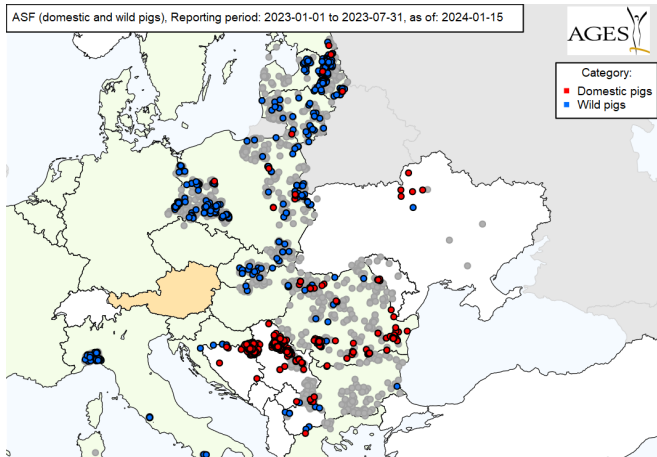 ASF (domestic and wild pigs), Reporting period: 2023-01-01 to 2023-07-31, as of: 2024-01-15
AGES
Category:
Domestic pigs
Wild pigs